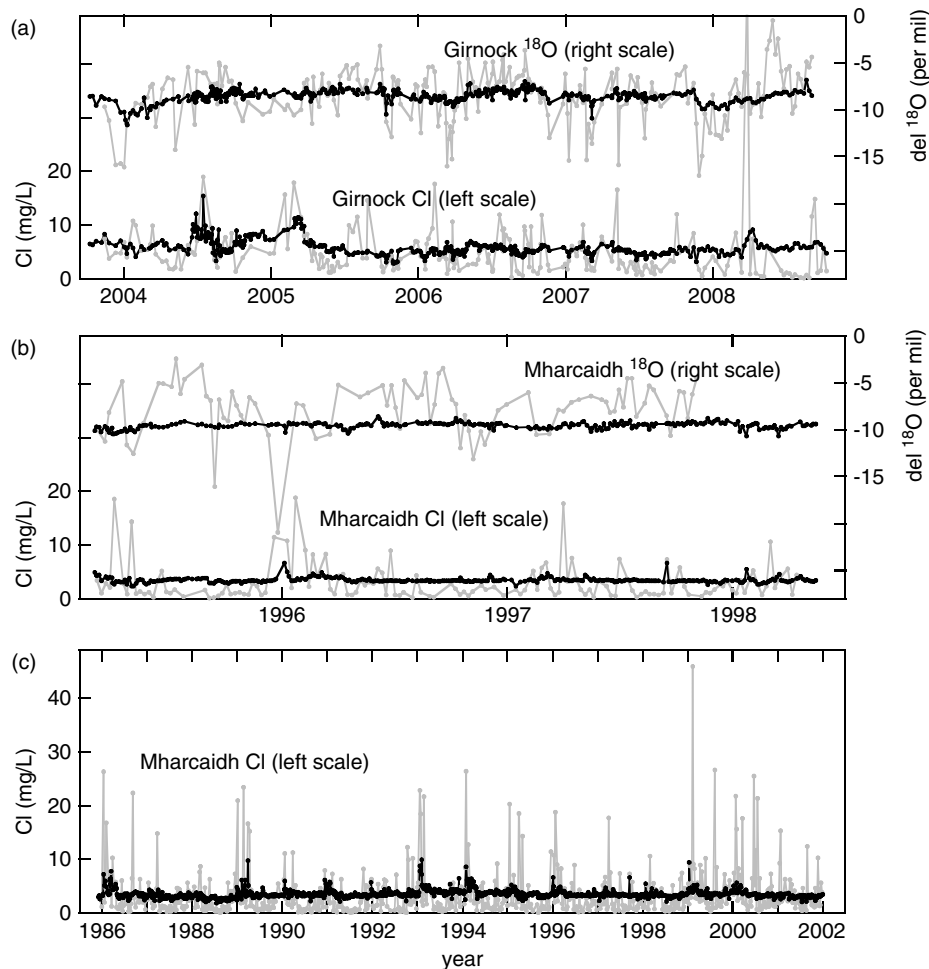 (a)
Girnock 18O (right scale)
0
-5
-10
-15
del 18O (per mil)
20
10
0
Cl (mg/L)
Girnock Cl (left scale)
2004 2005 2006 2007 2008
(b)
Mharcaidh 18O (right scale)
0
-5
-10
-15
del 18O (per mil)
20
10
0
Cl (mg/L)
Mharcaidh Cl (left scale)
1996 1997 1998
(c)
40
30
20
10
0
Cl (mg/L)
Mharcaidh Cl (left scale)
1986 1988 1990 1992 1994 1996 1998 2000 2002
year